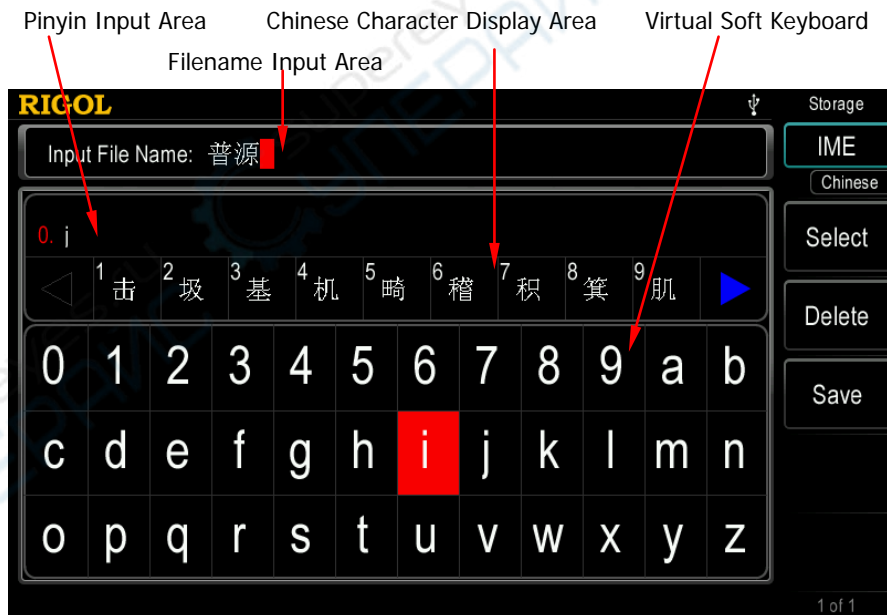 Pinyin Input Area Chinese Character Display Area Virtual Soft Keyboard
Filename Input Area
RIGOL Storage
Input File Name: 普源 IME
Chinese
0. j Select
1 击 2 圾 3 基 4 机 5 畸 6 稽 7 积 8 箕 9 肌
Delete
0 1 2 3 4 5 6 7 8 9 a b
Save
c d e f g h i j k l m n
o p q r s t u v w x y z
1 of 1